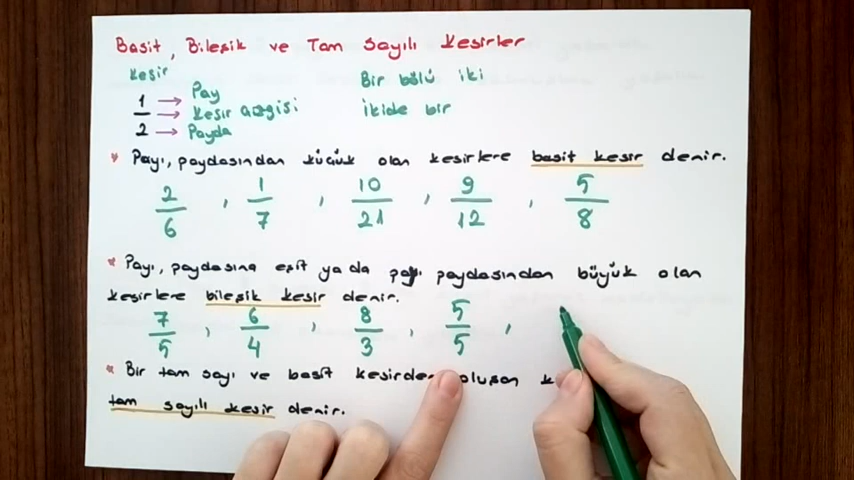 Basit, Bileşik ve Tam Sayılı Kesirler
Kesir
1 → Pay
— → Kesir çizgisi
2 → Payda
Bir bölü iki
İkide bir
* Payı, paydasından küçük olan kesirlere basit kesir denir.
2/6 , 1/7 , 10/21 , 9/12 , 5/8
* Payı, paydasına eşit ya da payı paydasından büyük olan
kesirlere bileşik kesir denir.
7/5 , 6/4 , 8/3 , 5/5 ,
* Bir tam sayı ve basit kesirden oluşan
tam sayılı kesir denir.